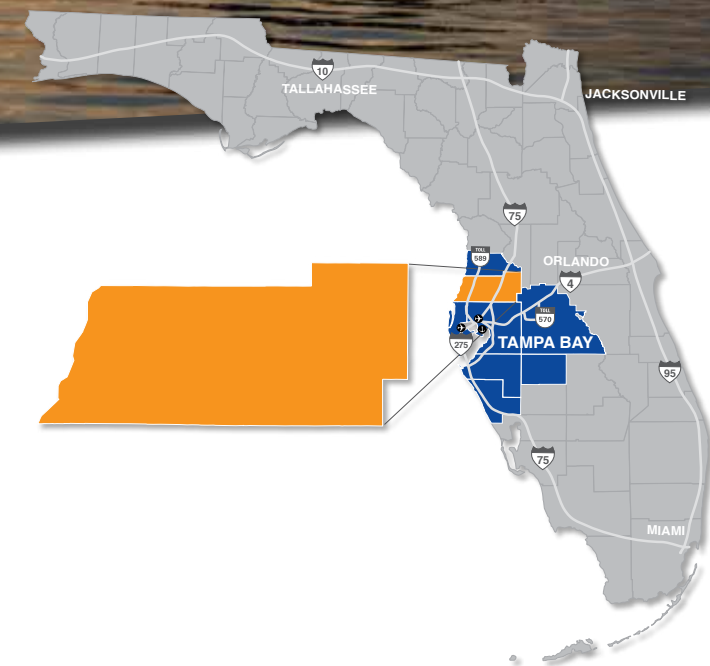 10
TALLAHASSEE
JACKSONVILLE
75
TOLL
589
ORLANDO
4
TOLL
570
275
TAMPA BAY
95
75
MIAMI